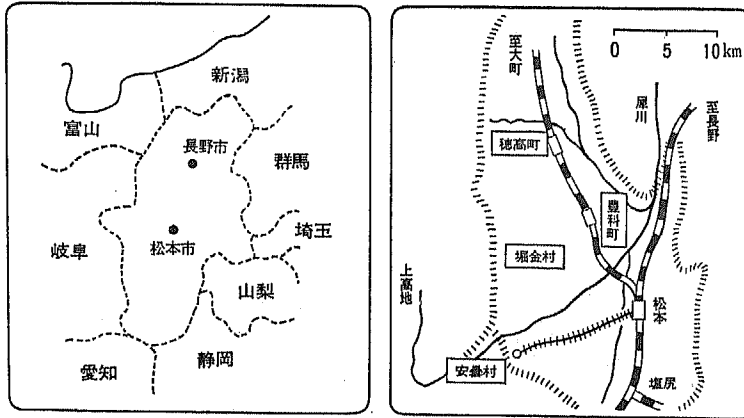 新潟
富山
長野市
群馬
埼玉
松本市
岐阜
山梨
静岡
愛知
0 5 10km
至大町
犀川
至長野
穂高町
豊科町
堀金村
上高地
松本
安曇村
塩尻